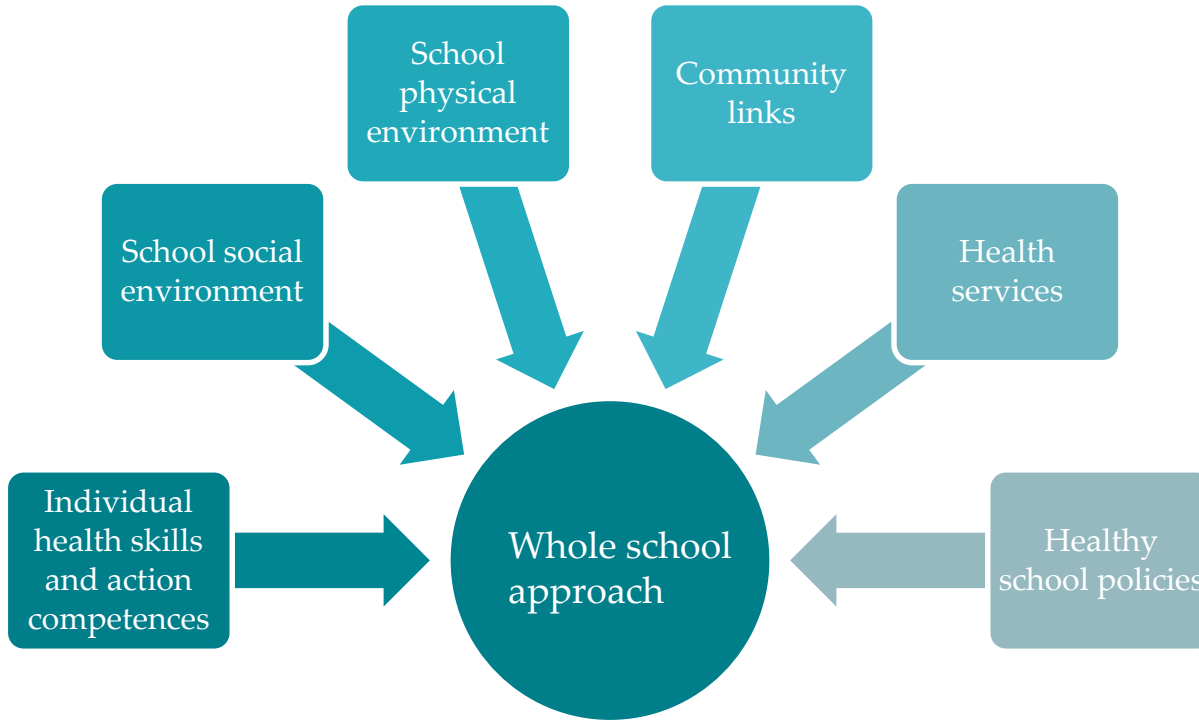 School
physical
environment
Community
links
School social
environment
Health
services
Individual
health skills
and action
competences
Whole school
approach
Healthy
school policies